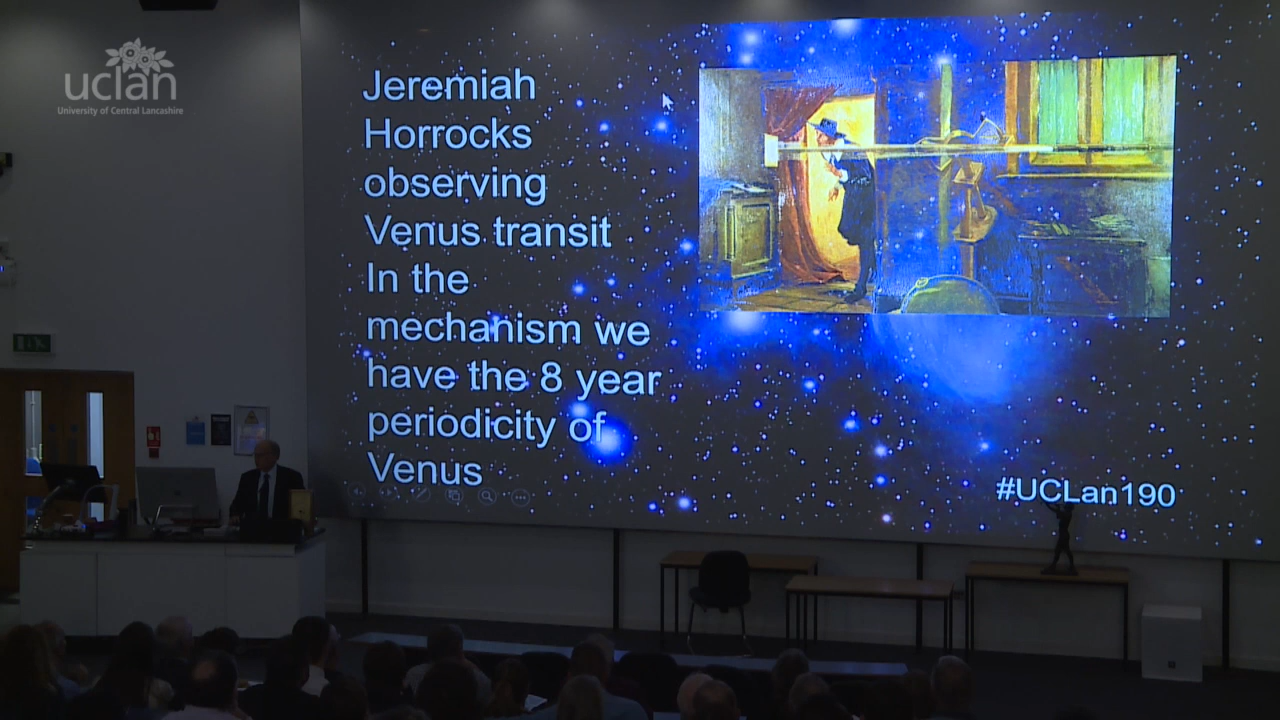 uclan
University of Central Lancashire
Jeremiah
Horrocks
observing
Venus transit
In the
mechanism we
have the 8 year
periodicity of
Venus
#UCLan190